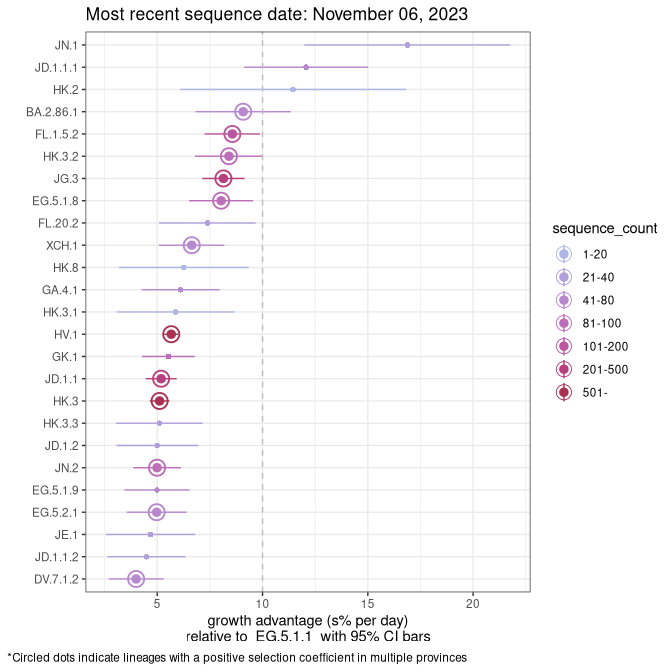 Most recent sequence date: November 06, 2023
JN.1
JD.1.1.1
HK.2
BA.2.86.1
FL.1.5.2
HK.3.2
JG.3
EG.5.1.8
FL.20.2
XCH.1
HK.8
GA.4.1
HK.3.1
HV.1
GK.1
JD.1.1
HK.3
HK.3.3
JD.1.2
JN.2
EG.5.1.9
EG.5.2.1
JE.1
JD.1.1.2
DV.7.1.2
5 10 15 20
growth advantage (s% per day)
relative to EG.5.1.1 with 95% CI bars
sequence_count
1-20
21-40
41-80
81-100
101-200
201-500
501-
*Circled dots indicate lineages with a positive selection coefficient in multiple provinces